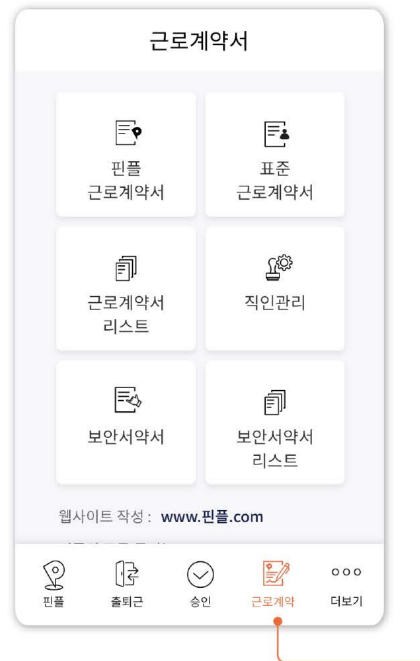 근로계약서
핀플
근로계약서
표준
근로계약서
근로계약서
리스트
직인관리
보안서약서
보안서약서
리스트
웹사이트 작성 : www.핀플.com
핀플
출퇴근
승인
근로계약
더보기